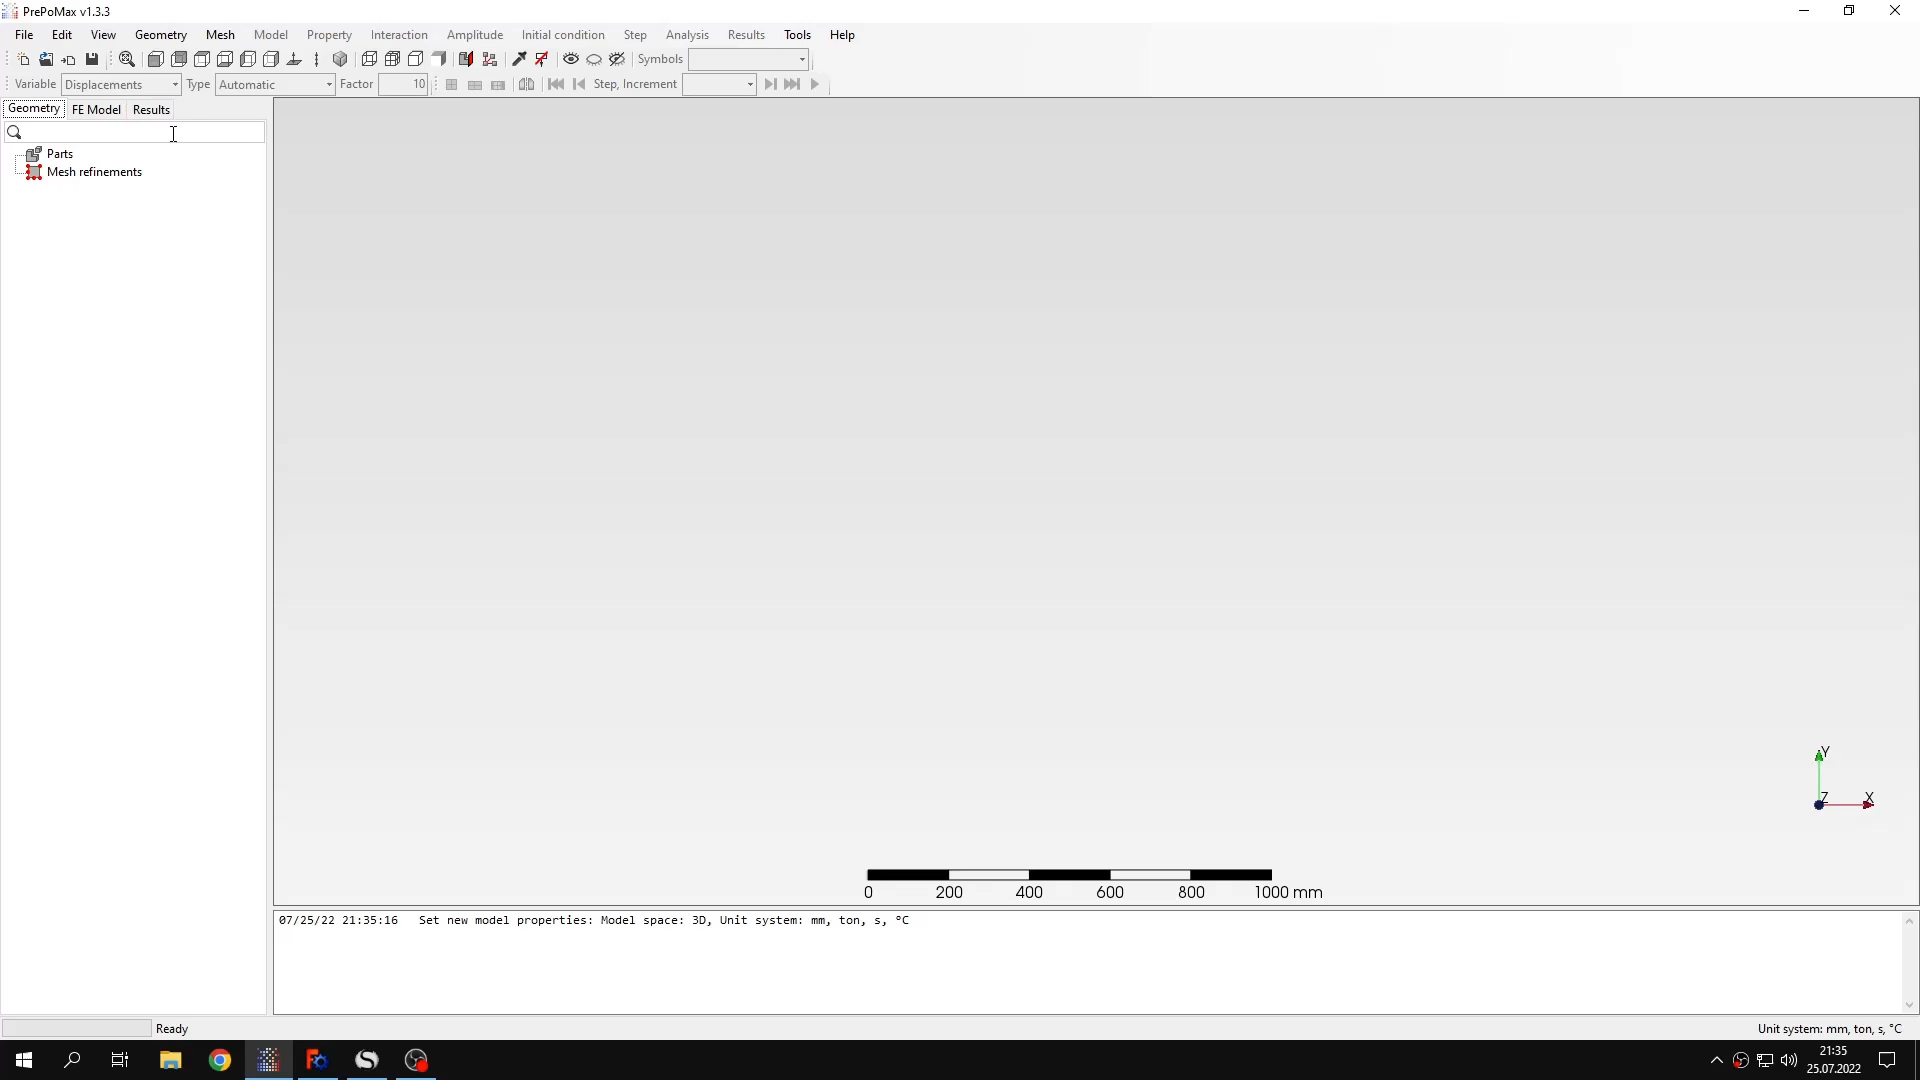 PrePoMax v1.3.3
File Edit View Geometry Mesh Model Property Interaction Amplitude Initial condition Step Analysis Results Tools Help
Symbols
Variable Displacements Type Automatic Factor 10 Step, Increment
Geometry FE Model Results
Parts
Mesh refinements
Y
Z X
0 200 400 600 800 1000 mm
07/25/22 21:35:16 Set new model properties: Model space: 3D, Unit system: mm, ton, s, °C
Ready Unit system: mm, ton, s, °C
21:35
25.07.2022